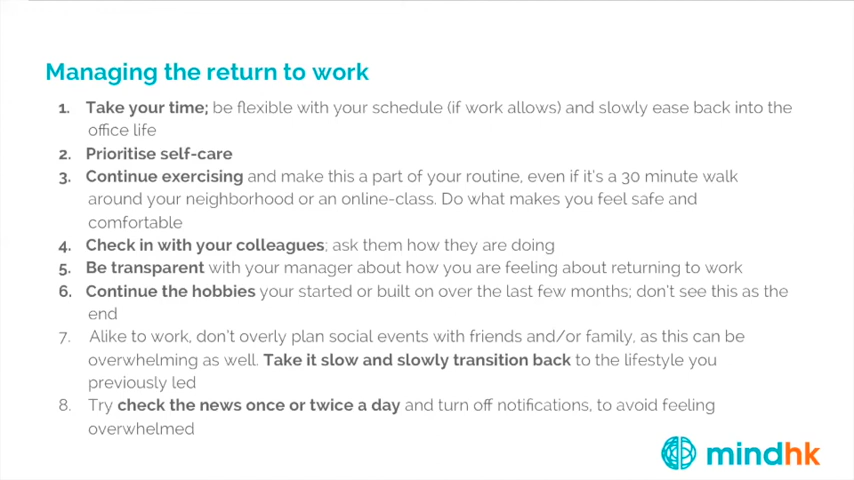 Managing the return to work
1. Take your time; be flexible with your schedule (if work allows) and slowly ease back into the
office life
2. Prioritise self-care
3. Continue exercising and make this a part of your routine, even if it's a 30 minute walk
around your neighborhood or an online-class. Do what makes you feel safe and
comfortable
4. Check in with your colleagues; ask them how they are doing
5. Be transparent with your manager about how you are feeling about returning to work
6. Continue the hobbies your started or built on over the last few months; don't see this as the
end
7. Alike to work, don't overly plan social events with friends and/or family, as this can be
overwhelming as well. Take it slow and slowly transition back to the lifestyle you
previously led
8. Try check the news once or twice a day and turn off notifications, to avoid feeling
overwhelmed
mindhk